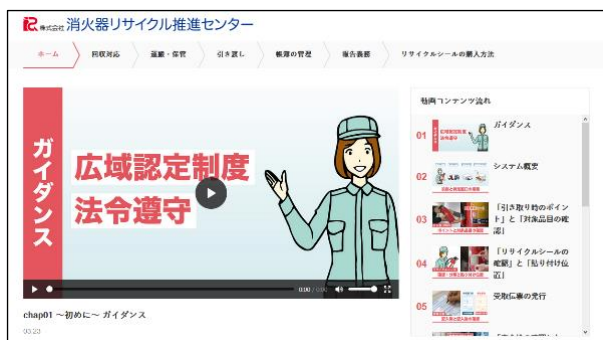 株式会社 消火器リサイクル推進センター
ホーム
回収対応
運搬・保管
引き渡し
帳簿の管理
報告義務
リサイクルシールの購入方法
ガイダンス
広域認定制度
法令遵守
0:00 / 0:00
chap01 ～初めに～ ガイダンス
03:23
動画コンテンツ流れ
01
ガイダンス
02
システム概要
03
「引き取り時のポイン
ト」と「対象品目の確
認」
04
「リサイクルシールの
確認」と「貼り付け位
置」
05
受取伝票の発行